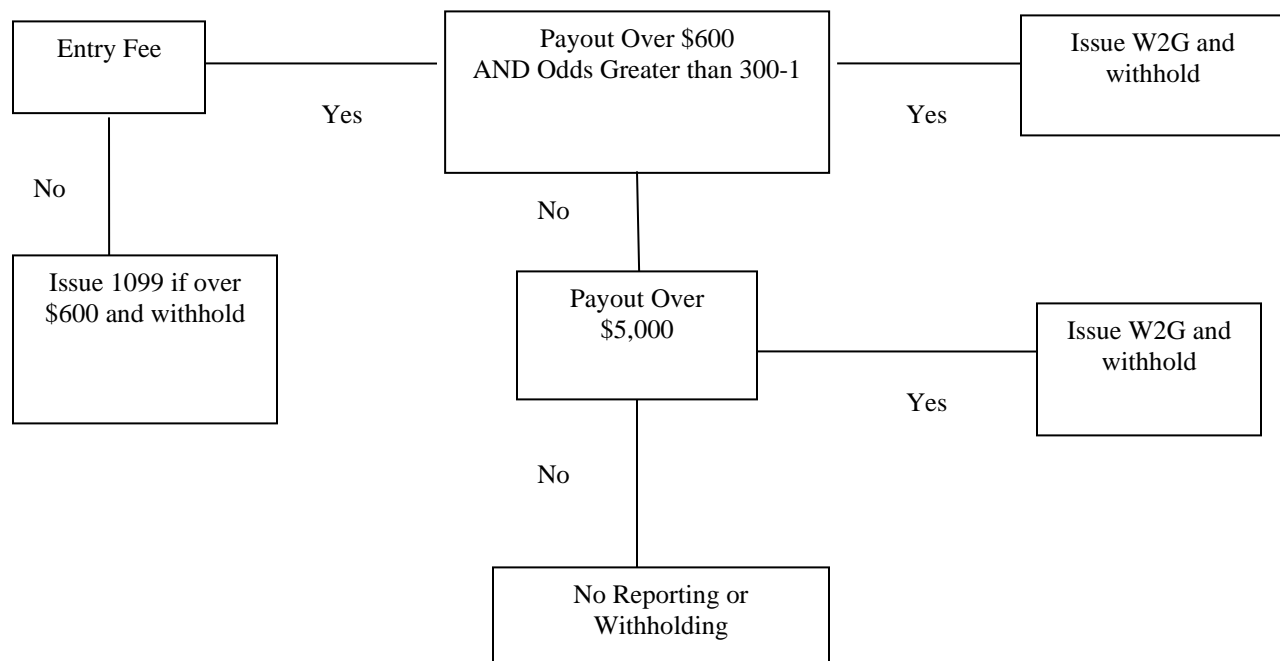 Entry Fee
Payout Over $600
AND Odds Greater than 300-1
Issue W2G and
withhold
Yes
Yes
No
No
Issue 1099 if over
$600 and withhold
Payout Over
$5,000
Issue W2G and
withhold
Yes
No
No Reporting or
Withholding